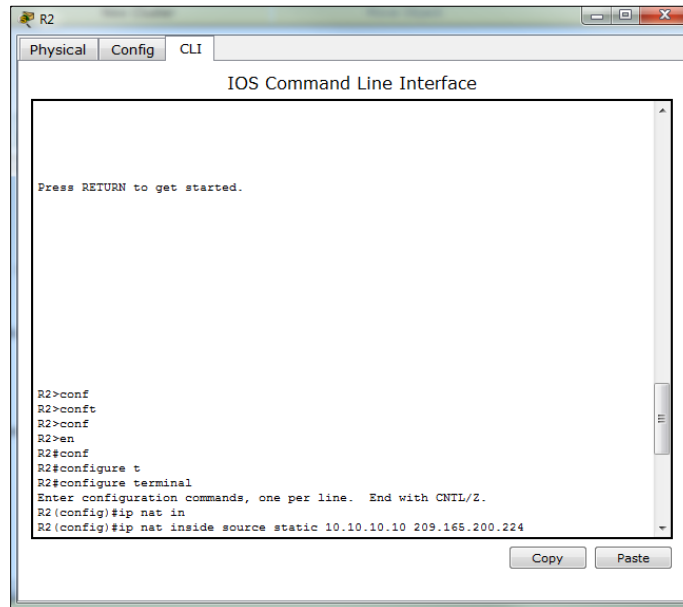 R2
Physical Config CLI
IOS Command Line Interface
Press RETURN to get started.
R2>conf
R2>conft
R2>conf
R2>en
R2#conf
R2#configure t
R2#configure terminal
Enter configuration commands, one per line.  End with CNTL/Z.
R2(config)#ip nat in
R2(config)#ip nat inside source static 10.10.10.10 209.165.200.224
Copy Paste